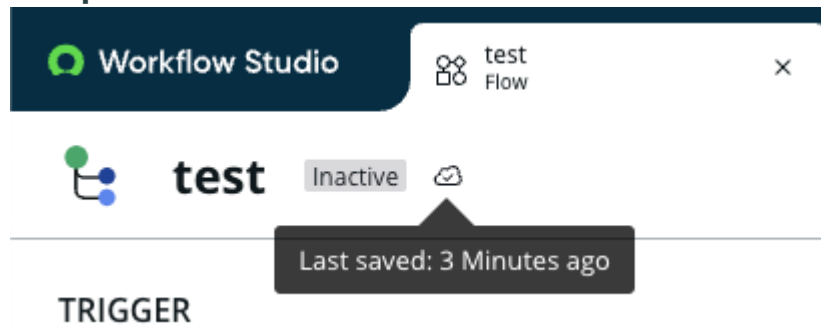 Workflow Studio
test
Flow
test
Inactive
Last saved: 3 Minutes ago
TRIGGER